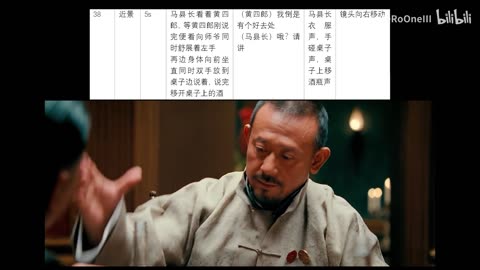 RoOneIII bilibili
38 近景 5s 马县长看着黄四 (黄四郎)我倒是 马县长 镜头向右移动
郎、等黄四郎刚说 有个好去处 衣服
完便看向师爷同 (马县长)哦?请 声、手
时舒展着左手 讲 碰桌子
再边身体向前坐 声、桌
直同时双手放到 子上移
桌子边说着,说完 酒瓶声
移开桌子上的酒